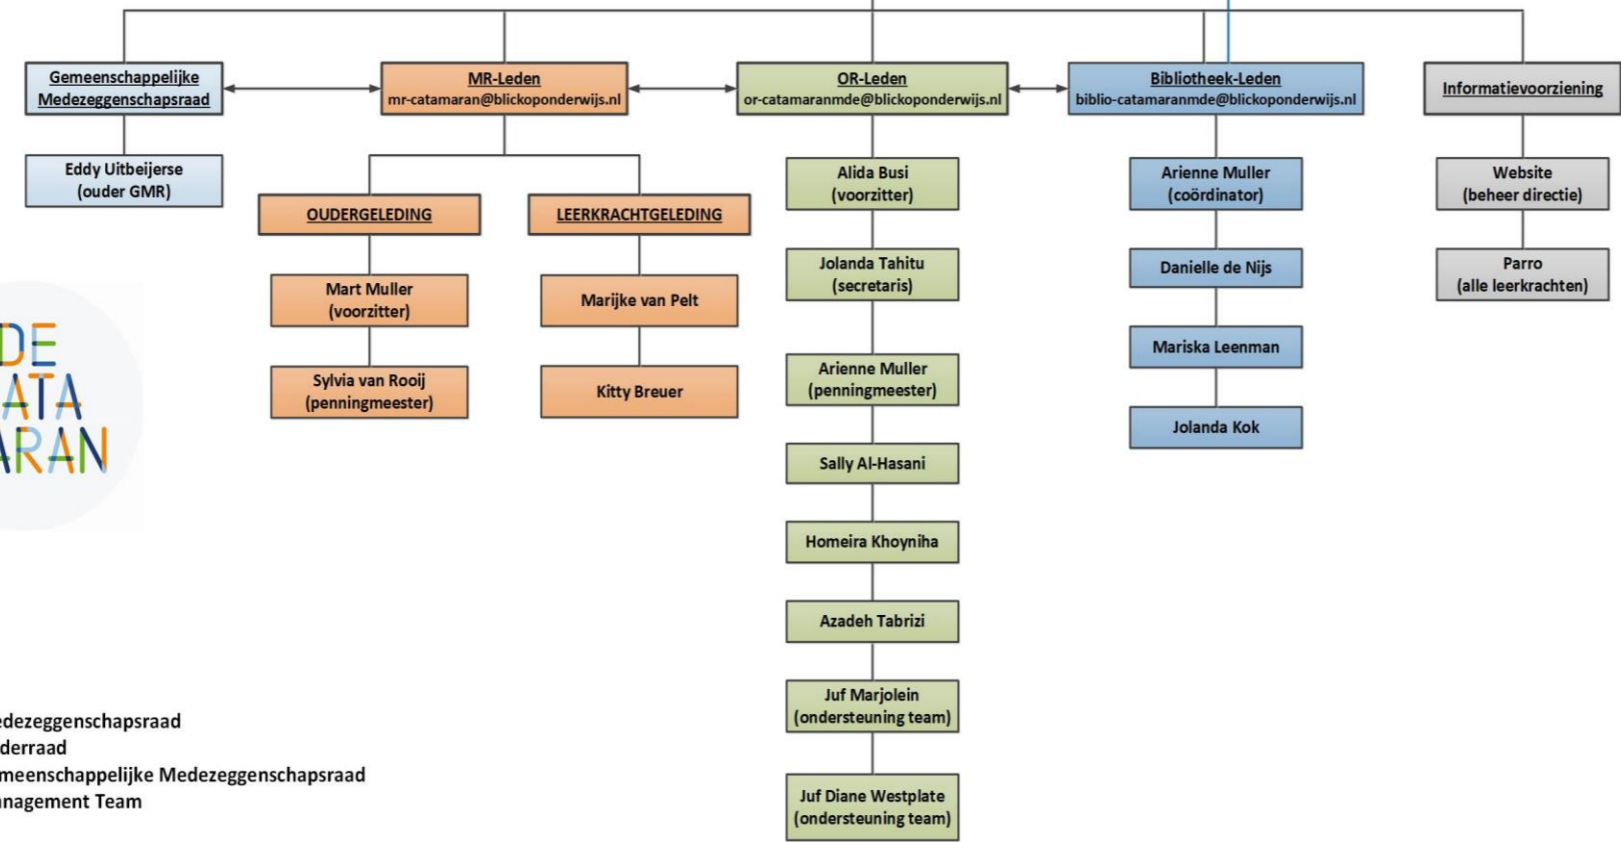 Gemeenschappelijke
Medezeggenschapsraad
Eddy Uitbeijerse
(ouder GMR)
MR-Leden
mr-catamaran@blickoponderwijs.nl
OUDERGELEDING
Mart Muller
(voorzitter)
Sylvia van Rooij
(penningmeester)
LEERKRACHTGELEDING
Marijke van Pelt
Kitty Breuer
OR-Leden
or-catamaranmde@blickoponderwijs.nl
Alida Busi
(voorzitter)
Jolanda Tahitu
(secretaris)
Arienne Muller
(penningmeester)
Sally Al-Hasani
Homeira Khoyniha
Azadeh Tabrizi
Juf Marjolein
(ondersteuning team)
Juf Diane Westplate
(ondersteuning team)
Bibliotheek-Leden
biblio-catamaranmde@blickoponderwijs.nl
Arienne Muller
(coördinator)
Danielle de Nijs
Mariska Leenman
Jolanda Kok
Informatievoorziening
Website
(beheer directie)
Parro
(alle leerkrachten)
DE
ATA
ARAN
edezeggenschapsraad
derraad
meenschappelijke Medezeggenschapsraad
nagement Team